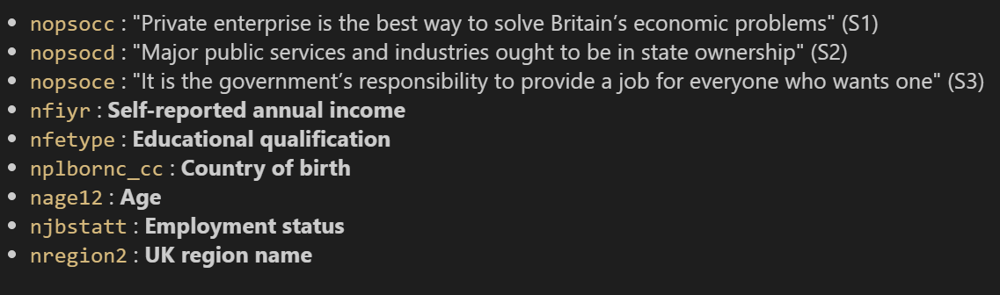 • nopsocc : "Private enterprise is the best way to solve Britain’s economic problems" (S1)
• nopsocd : "Major public services and industries ought to be in state ownership" (S2)
• nopsoce : "It is the government’s responsibility to provide a job for everyone who wants one" (S3)
• nfiyr : Self-reported annual income
• nfetype : Educational qualification
• nplbornc_cc : Country of birth
• nage12 : Age
• njbstatt : Employment status
• nregion2 : UK region name